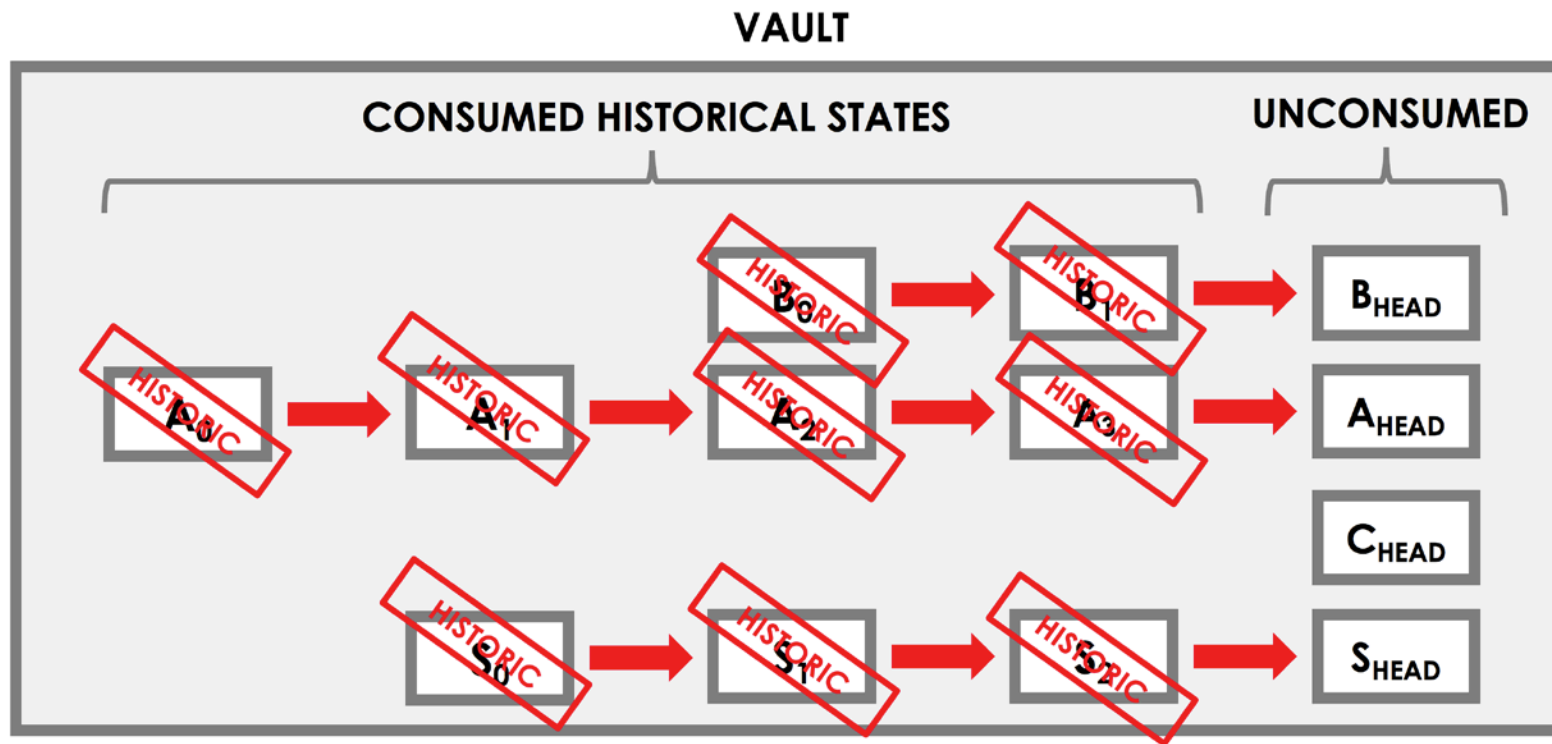 VAULT
CONSUMED HISTORICAL STATES
UNCONSUMED
B0 HISTORIC
B1 HISTORIC
BHEAD
A0 HISTORIC
A1 HISTORIC
A2 HISTORIC
A3 HISTORIC
AHEAD
CHEAD
S0 HISTORIC
S1 HISTORIC
S2 HISTORIC
SHEAD